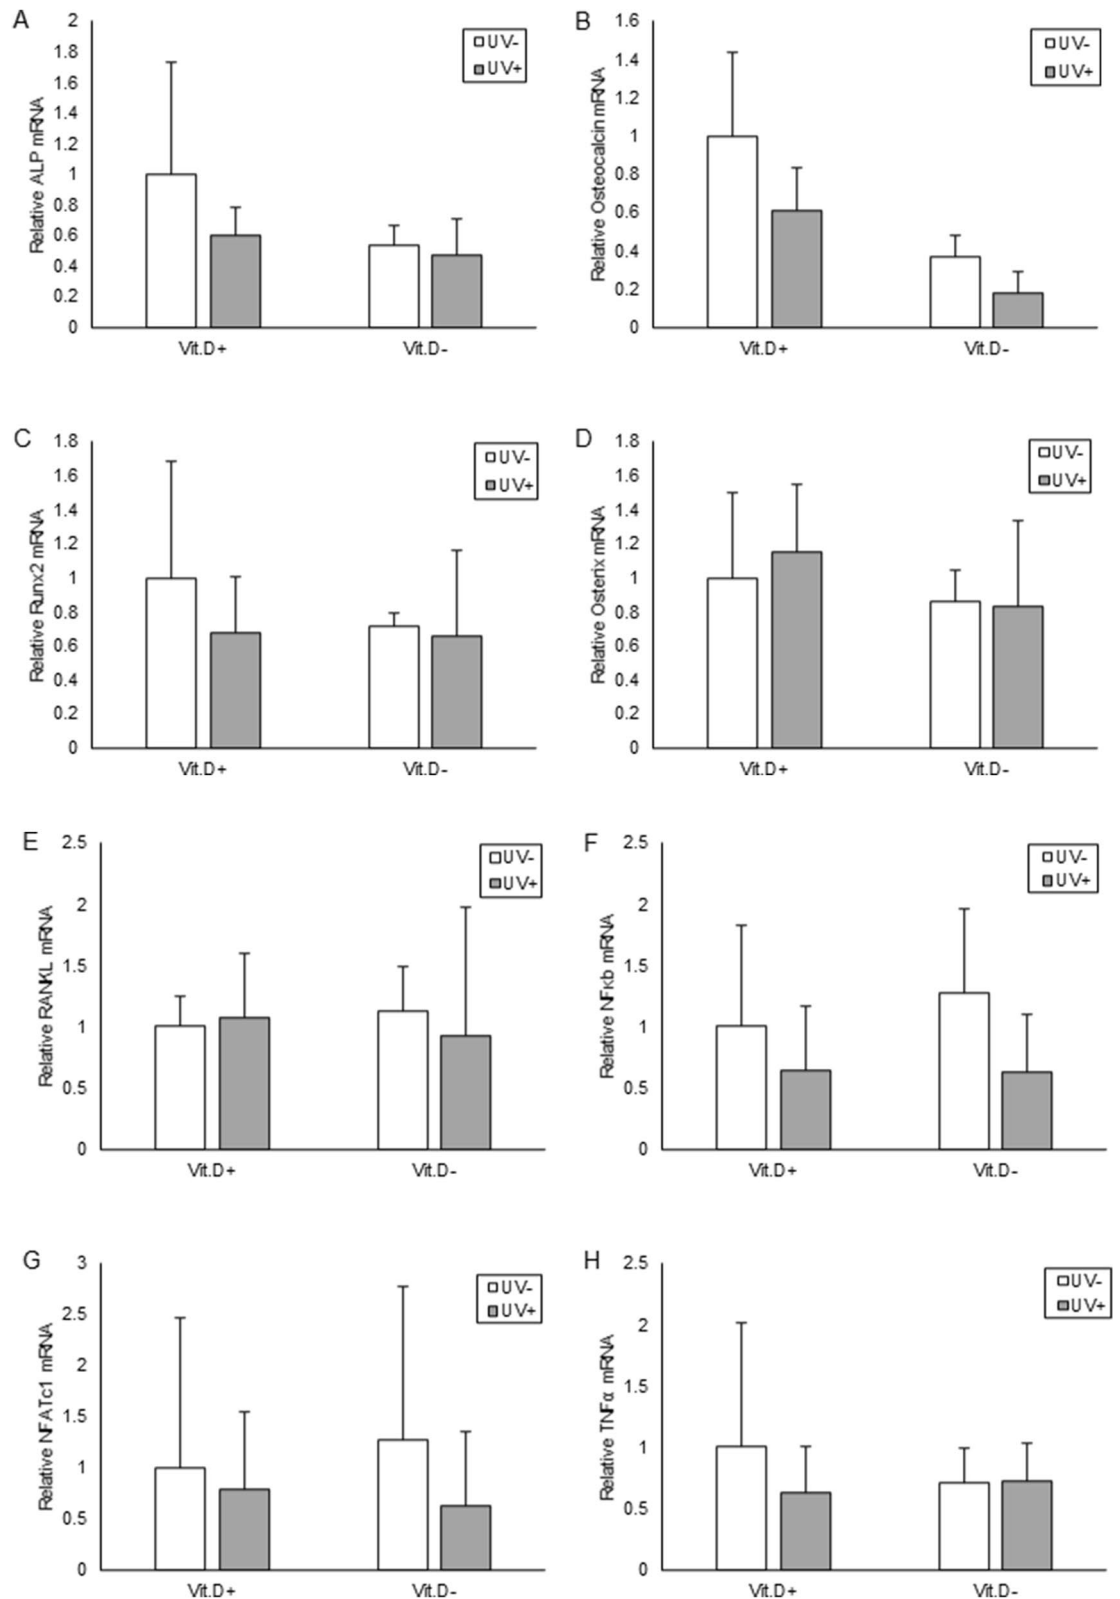 A
Relative ALP mRNA
2
1.8
1.6
1.4
1.2
1
0.8
0.6
0.4
0.2
0
UV-
UV+
Vit.D+ Vit.D-
B
Relative Osteocalcin mRNA
1.6
1.4
1.2
1
0.8
0.6
0.4
0.2
0
UV-
UV+
Vit.D+ Vit.D-
C
Relative Runx2 mRNA
1.8
1.6
1.4
1.2
1
0.8
0.6
0.4
0.2
0
UV-
UV+
Vit.D+ Vit.D-
D
Relative Osterix mRNA
1.8
1.6
1.4
1.2
1
0.8
0.6
0.4
0.2
0
UV-
UV+
Vit.D+ Vit.D-
E
Relative RANKL mRNA
2.5
2
1.5
1
0.5
0
UV-
UV+
Vit.D+ Vit.D-
F
Relative NFκb mRNA
2.5
2
1.5
1
0.5
0
UV-
UV+
Vit.D+ Vit.D-
G
Relative NFATc1 mRNA
3
2.5
2
1.5
1
0.5
0
UV-
UV+
Vit.D+ Vit.D-
H
Relative TNFα mRNA
2.5
2
1.5
1
0.5
0
UV-
UV+
Vit.D+ Vit.D-